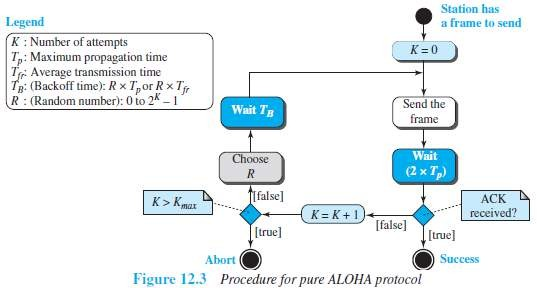 Legend
K : Number of attempts
Tp: Maximum propagation time
Tfr: Average transmission time
TB: (Backoff time): R × Tp or R × Tfr
R : (Random number): 0 to 2^K – 1
Station has
a frame to send
K = 0
Wait TB
Send the
frame
Choose
R
Wait
(2 × Tp)
K > Kmax
[false]
K = K + 1
[false]
ACK
received?
[true]
[true]
Abort
Success
Figure 12.3 Procedure for pure ALOHA protocol